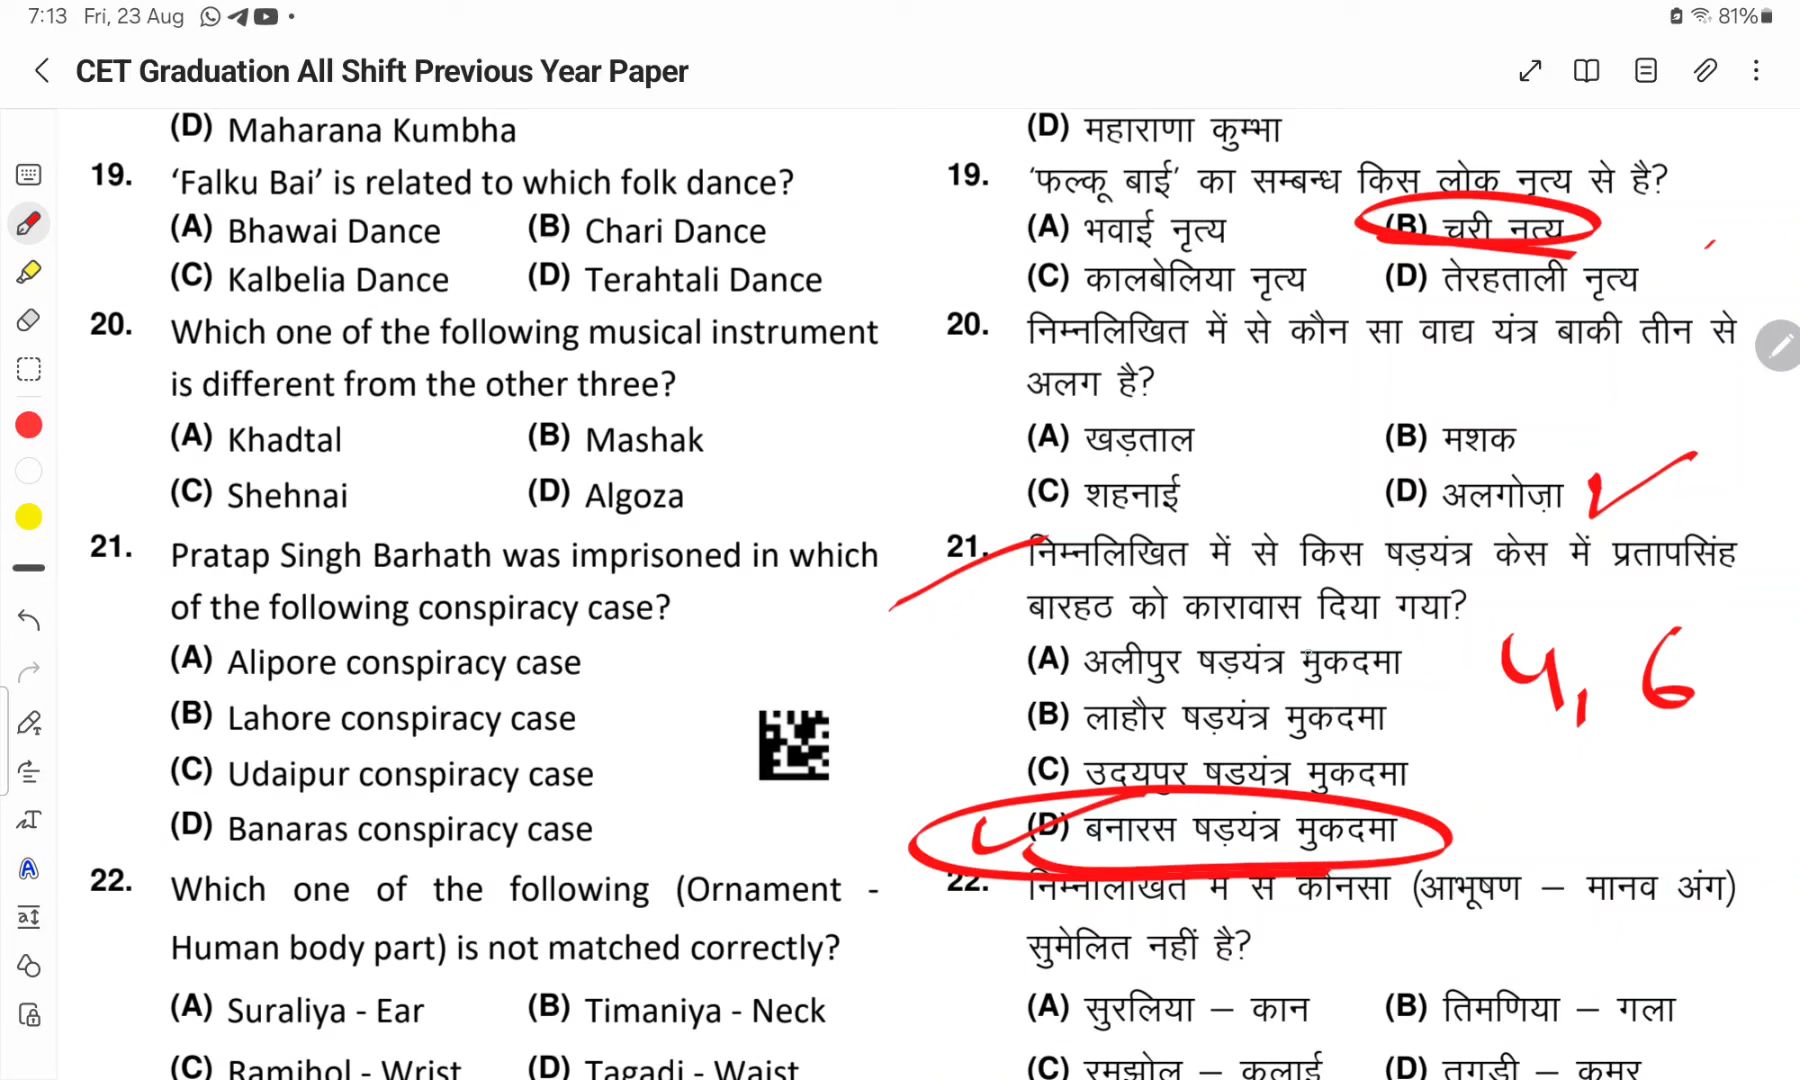 7:13 Fri, 23 Aug
81%
CET Graduation All Shift Previous Year Paper
(D) Maharana Kumbha
19. ‘Falku Bai’ is related to which folk dance?
(A) Bhawai Dance (B) Chari Dance
(C) Kalbelia Dance (D) Terahtali Dance
20. Which one of the following musical instrument
is different from the other three?
(A) Khadtal (B) Mashak
(C) Shehnai (D) Algoza
21. Pratap Singh Barhath was imprisoned in which
of the following conspiracy case?
(A) Alipore conspiracy case
(B) Lahore conspiracy case
(C) Udaipur conspiracy case
(D) Banaras conspiracy case
22. Which one of the following (Ornament -
Human body part) is not matched correctly?
(A) Suraliya - Ear (B) Timaniya - Neck
(C) Ramjhol - Wrist (D) Tagadi - Waist
(D) महाराणा कुम्भा
19. ‘फल्कू बाई’ का सम्बन्ध किस लोक नृत्य से है?
(A) भवाई नृत्य (B) चरी नृत्य
(C) कालबेलिया नृत्य (D) तेरहताली नृत्य
20. निम्नलिखित में से कौन सा वाद्य यंत्र बाकी तीन से
अलग है?
(A) खड़ताल (B) मशक
(C) शहनाई (D) अलगोज़ा
21. निम्नलिखित में से किस षड़यंत्र केस में प्रतापसिंह
बारहठ को कारावास दिया गया?
(A) अलीपुर षड़यंत्र मुकदमा
(B) लाहौर षड़यंत्र मुकदमा
(C) उदयपुर षडयंत्र मुकदमा
(D) बनारस षड़यंत्र मुकदमा
4, 6
22. निम्नलिखित में से कौनसा (आभूषण – मानव अंग)
सुमेलित नहीं है?
(A) सुरलिया – कान (B) तिमणिया – गला
(C) रमझोल – कलाई (D) तगड़ी – कमर